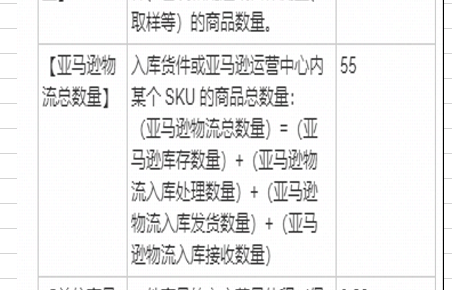 取样等）的商品数量。
【亚马逊物
流总数量】
入库货件或亚马逊运营中心内
某个 SKU 的商品总数量：
（亚马逊物流总数量）=（亚
马逊库存数量）+（亚马逊物
流入库处理数量）+（亚马逊
物流入库发货数量）+（亚马
逊物流入库接收数量）
55